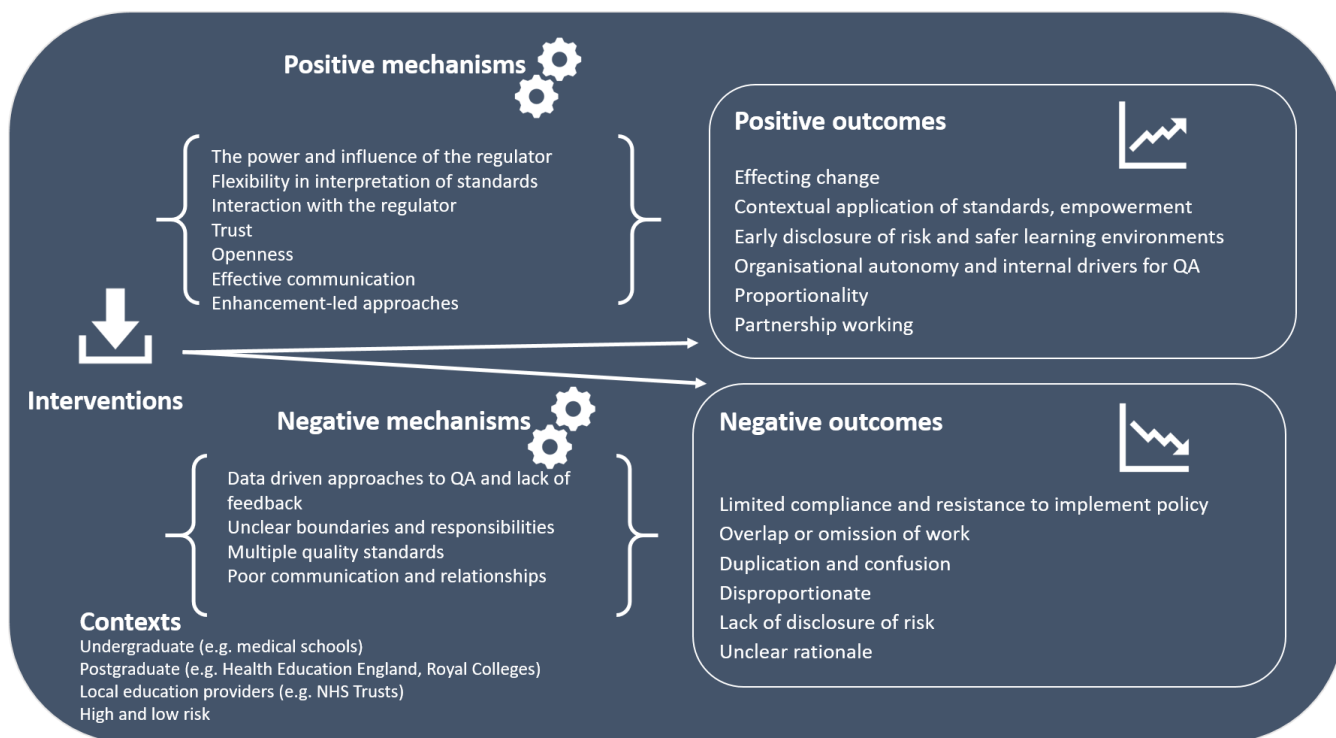 Positive mechanisms
The power and influence of the regulator
Flexibility in interpretation of standards
Interaction with the regulator
Trust
Openness
Effective communication
Enhancement-led approaches
Positive outcomes
Effecting change
Contextual application of standards, empowerment
Early disclosure of risk and safer learning environments
Organisational autonomy and internal drivers for QA
Proportionality
Partnership working
Interventions
Negative mechanisms
Data driven approaches to QA and lack of
feedback
Unclear boundaries and responsibilities
Multiple quality standards
Poor communication and relationships
Negative outcomes
Limited compliance and resistance to implement policy
Overlap or omission of work
Duplication and confusion
Disproportionate
Lack of disclosure of risk
Unclear rationale
Contexts
Undergraduate (e.g. medical schools)
Postgraduate (e.g. Health Education England, Royal Colleges)
Local education providers (e.g. NHS Trusts)
High and low risk